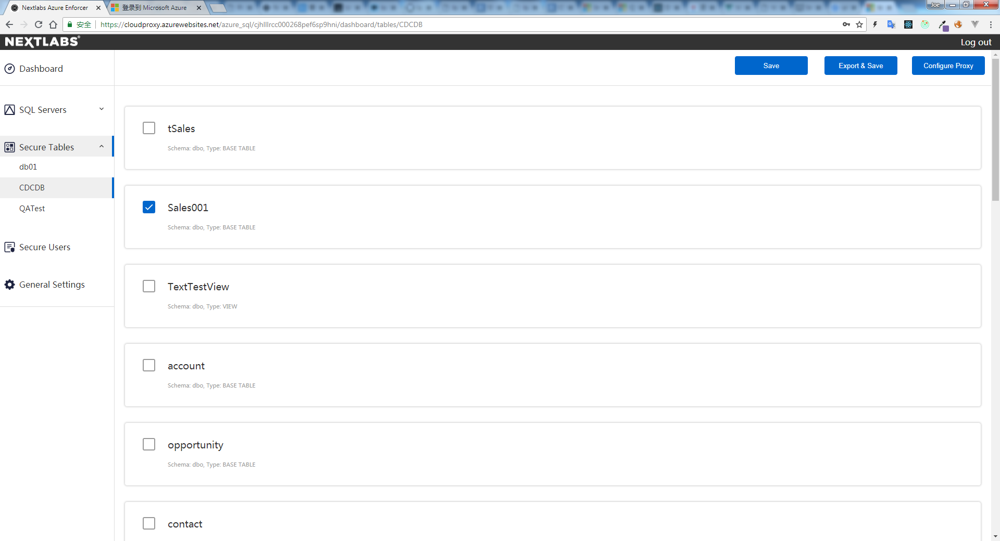 Nextlabs Azure Enforcer
登录到 Microsoft Azure
Joe
安全
https://cloudproxy.azurewebsites.net/azure_sql/cjhlllrcc000268pef6sp9hni/dashboard/tables/CDCDB
NEXTLABS®
Log out
Dashboard
Save
Export & Save
Configure Proxy
SQL Servers
Secure Tables
db01
CDCDB
QATest
Secure Users
General Settings
tSales
Schema: dbo, Type: BASE TABLE
Sales001
Schema: dbo, Type: BASE TABLE
TextTestView
Schema: dbo, Type: VIEW
account
Schema: dbo, Type: BASE TABLE
opportunity
Schema: dbo, Type: BASE TABLE
contact